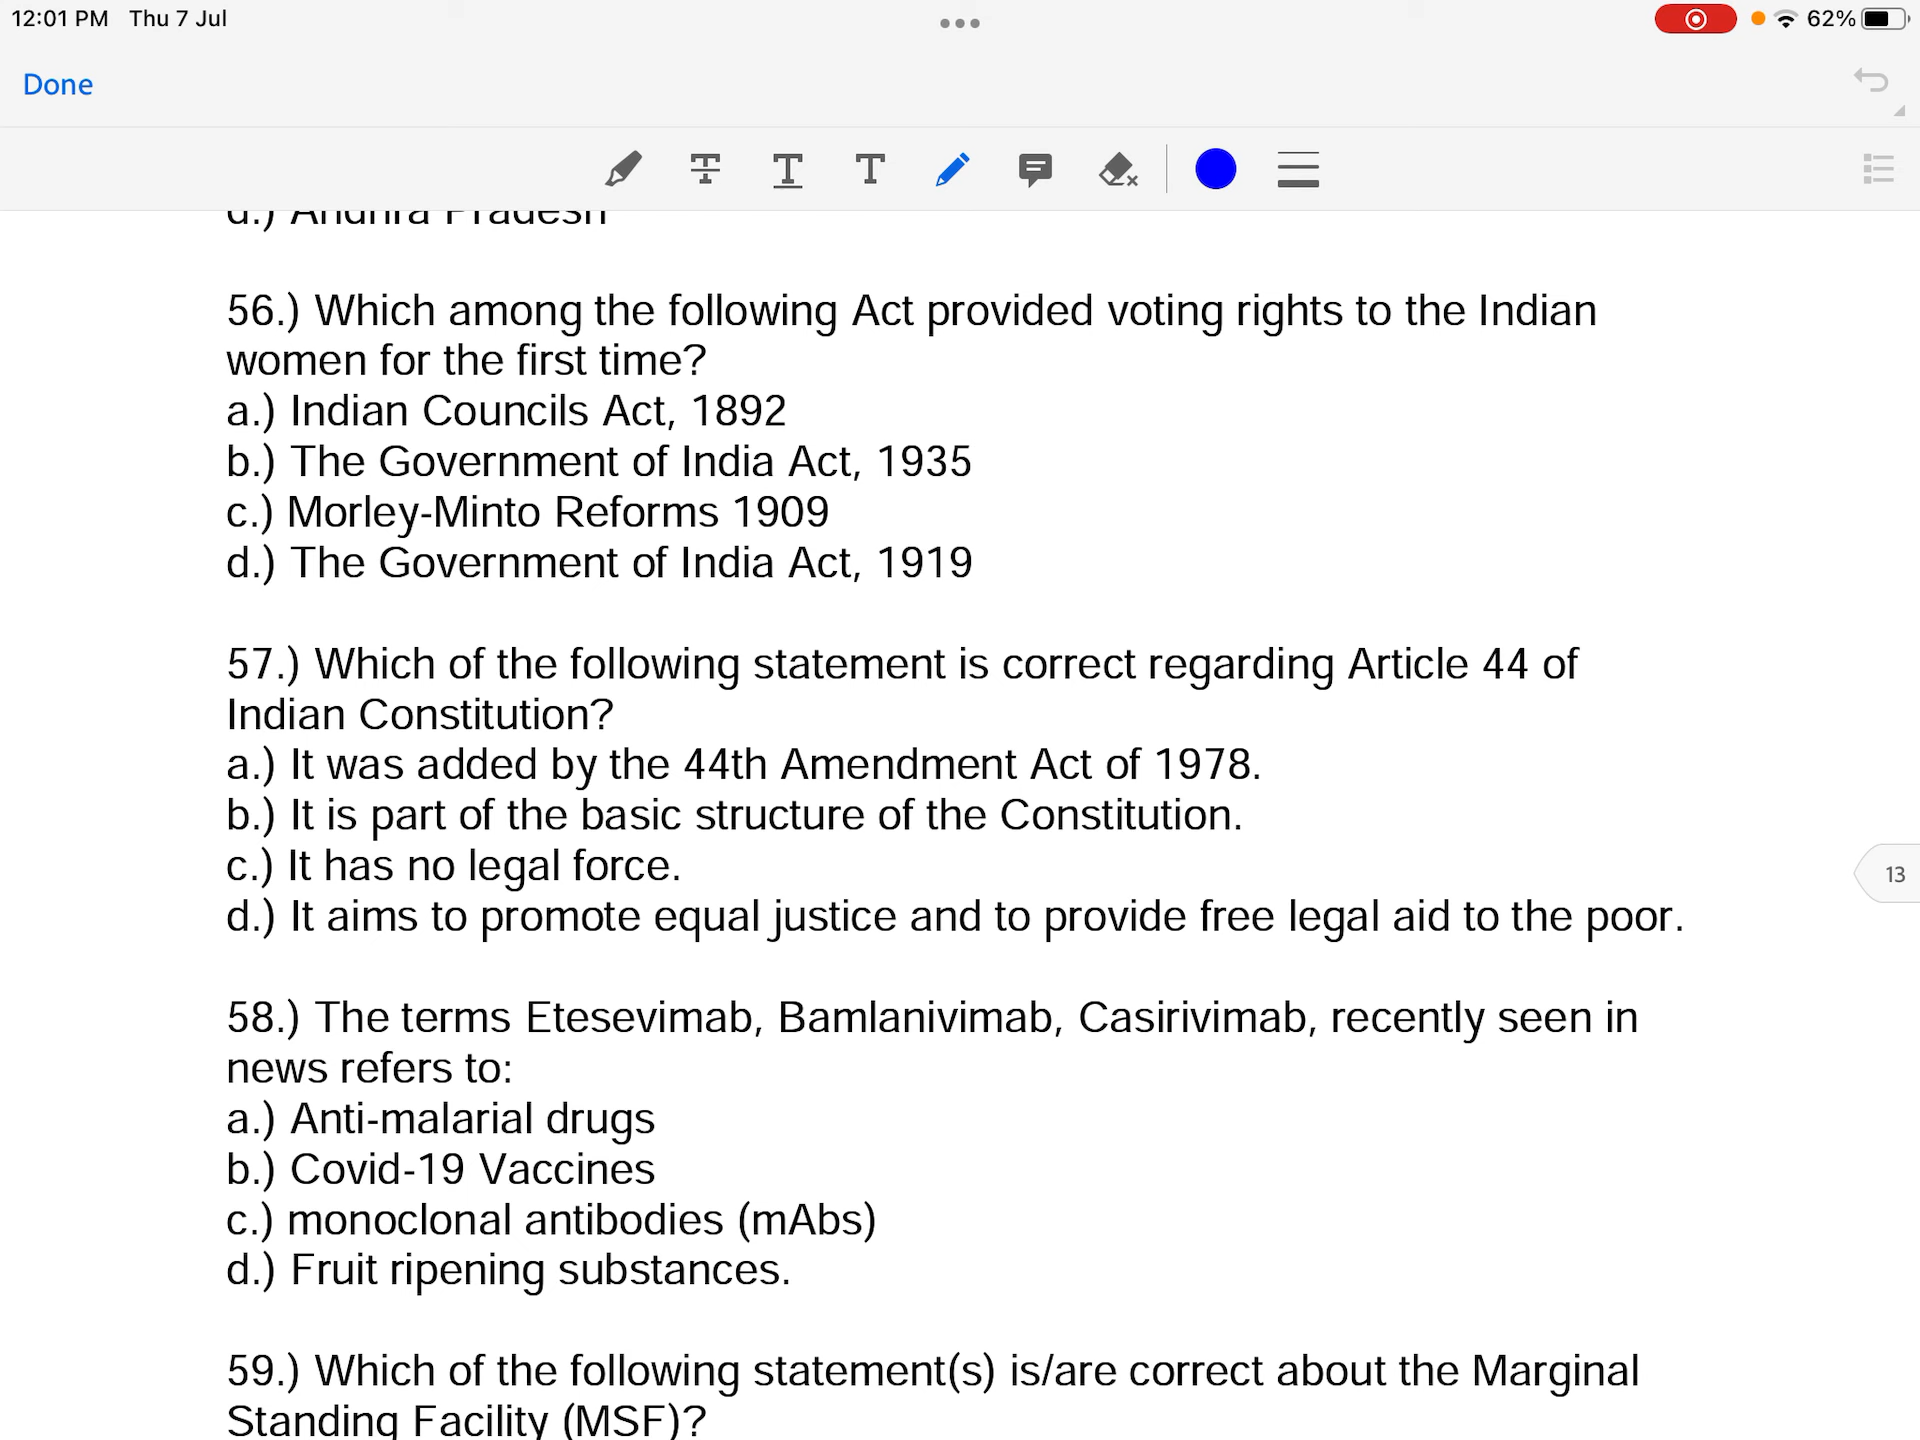 12:01 PM Thu 7 Jul
62%
Done
d.) Andhra Pradesh
56.) Which among the following Act provided voting rights to the Indian
women for the first time?
a.) Indian Councils Act, 1892
b.) The Government of India Act, 1935
c.) Morley-Minto Reforms 1909
d.) The Government of India Act, 1919
57.) Which of the following statement is correct regarding Article 44 of
Indian Constitution?
a.) It was added by the 44th Amendment Act of 1978.
b.) It is part of the basic structure of the Constitution.
c.) It has no legal force.
13
d.) It aims to promote equal justice and to provide free legal aid to the poor.
58.) The terms Etesevimab, Bamlanivimab, Casirivimab, recently seen in
news refers to:
a.) Anti-malarial drugs
b.) Covid-19 Vaccines
c.) monoclonal antibodies (mAbs)
d.) Fruit ripening substances.
59.) Which of the following statement(s) is/are correct about the Marginal
Standing Facility (MSF)?